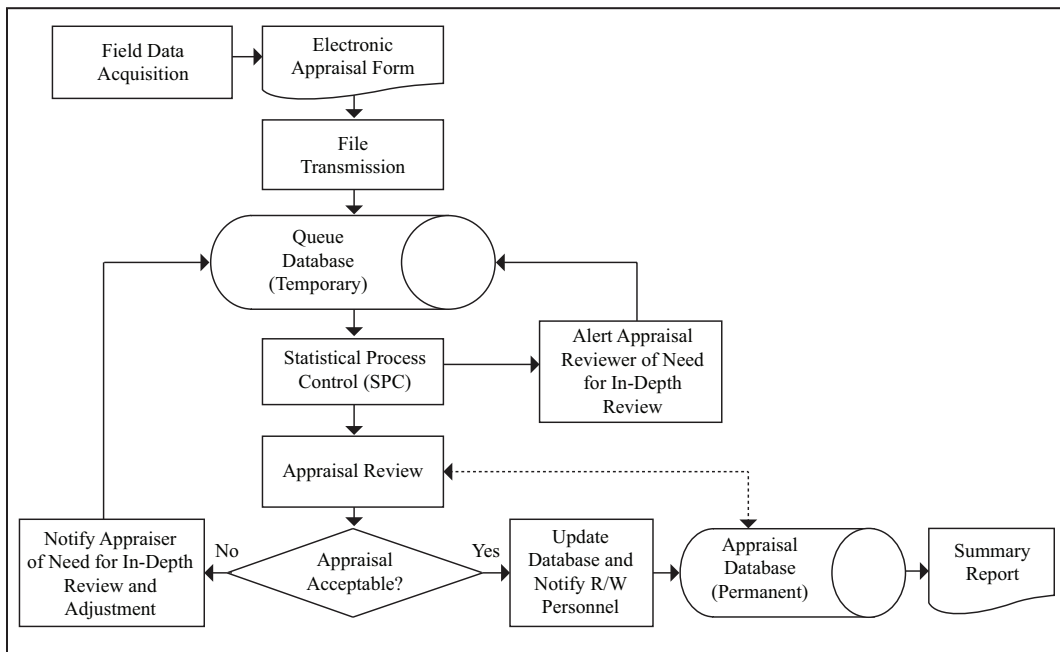 Field Data
Acquisition
Electronic
Appraisal Form
File
Transmission
Queue
Database
(Temporary)
Statistical Process
Control (SPC)
Alert Appraisal
Reviewer of Need
for In-Depth
Review
Appraisal Review
Notify Appraiser
of Need for In-Depth
Review and
Adjustment
No
Appraisal
Acceptable?
Yes
Update
Database and
Notify R/W
Personnel
Appraisal
Database
(Permanent)
Summary
Report